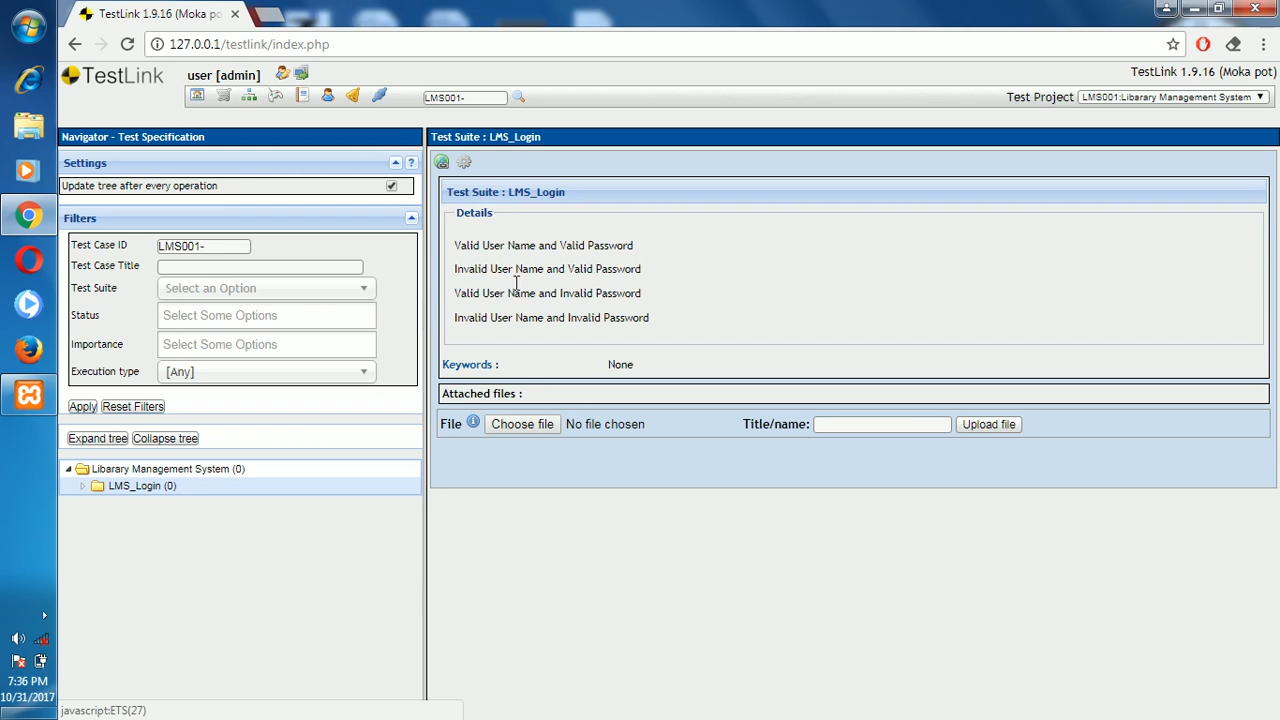 TestLink 1.9.16 (Moka po
127.0.0.1/testlink/index.php
TestLink
user [admin]
TestLink 1.9.16 (Moka pot)
LMS001-
Test Project
LMS001:Libarary Management System
Navigator - Test Specification
Test Suite : LMS_Login
Settings
?
Update tree after every operation
Filters
Test Case ID
LMS001-
Test Case Title
Test Suite
Select an Option
Status
Select Some Options
Importance
Select Some Options
Execution type
[Any]
Apply
Reset Filters
Expand tree
Collapse tree
Libarary Management System (0)
LMS_Login (0)
Test Suite : LMS_Login
Details
Valid User Name and Valid Password
Invalid User Name and Valid Password
Valid User Name and Invalid Password
Invalid User Name and Invalid Password
Keywords :
None
Attached files :
File
Choose file
No file chosen
Title/name:
Upload file
7:36 PM
10/31/2017
javascript:ETS(27)